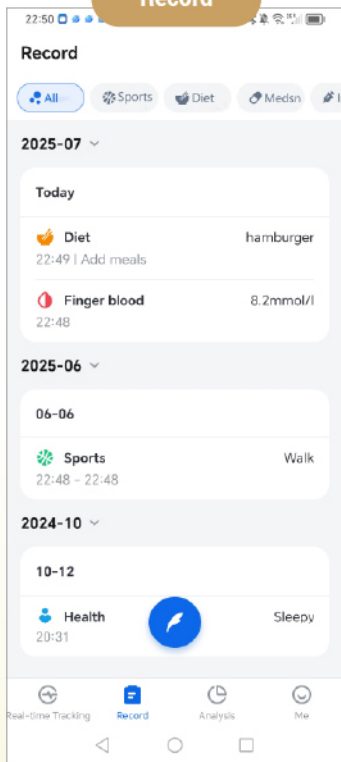 Record
22:50
Record
All
Sports
Diet
Medsn
2025-07
Today
Diet
hamburger
22:49 | Add meals
Finger blood
8.2mmol/l
22:48
2025-06
06-06
Sports
Walk
22:48 - 22:48
2024-10
10-12
Health
Sleepy
20:31
Real-time Tracking
Record
Analysis
Me